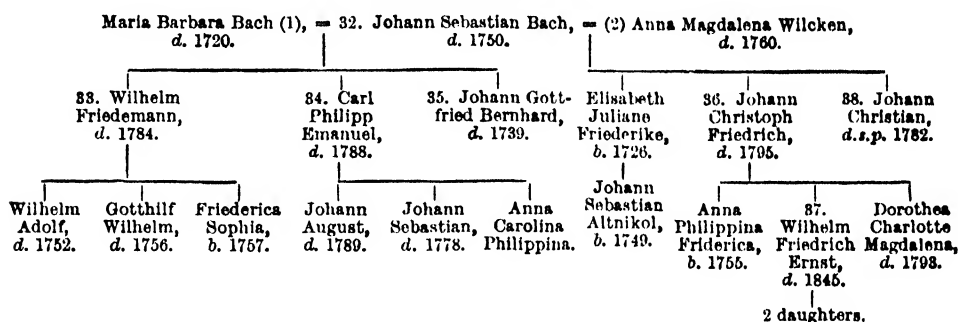 Maria Barbara Bach (1), = 32. Johann Sebastian Bach, = (2) Anna Magdalena Wilcken,
d. 1720. d. 1750. d. 1760.
33. Wilhelm
Friedemann,
d. 1784.
34. Carl
Philipp
Emanuel,
d. 1788.
35. Johann Gott-
fried Bernhard,
d. 1739.
Elisabeth
Juliane
Friederike,
b. 1726.
36. Johann
Christoph
Friedrich,
d. 1795.
38. Johann
Christian,
d.s.p. 1782.
Wilhelm
Adolf,
d. 1752.
Gotthilf
Wilhelm,
d. 1756.
Friederica
Sophia,
b. 1757.
Johann
August,
d. 1789.
Johann
Sebastian,
d. 1778.
Anna
Carolina
Philippina.
Johann
Sebastian
Altnikol,
b. 1749.
Anna
Philippina
Friderica,
b. 1755.
37.
Wilhelm
Friedrich
Ernst,
d. 1845.
Dorothea
Charlotte
Magdalena,
d. 1793.
2 daughters.